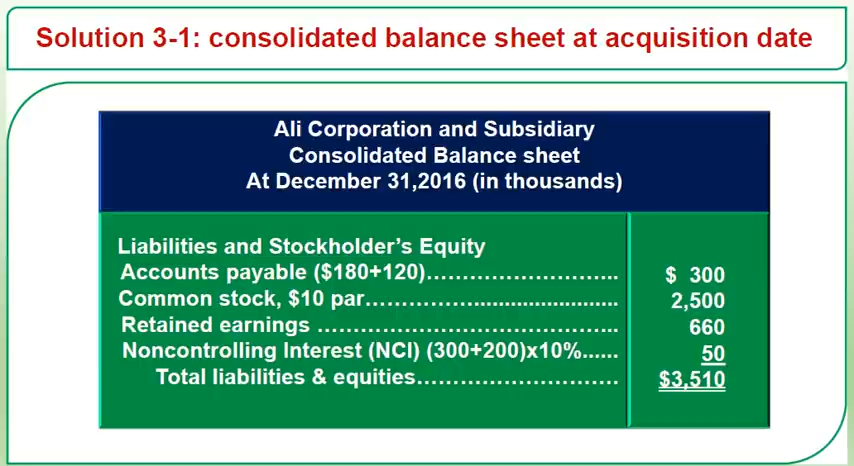 Solution 3-1: consolidated balance sheet at acquisition date
Ali Corporation and Subsidiary
Consolidated Balance sheet
At December 31,2016 (in thousands)
Liabilities and Stockholder’s Equity
Accounts payable ($180+120)……………………... $ 300
Common stock, $10 par……………........................ 2,500
Retained earnings …………………………………... 660
Noncontrolling Interest (NCI) (300+200)x10%...... 50
Total liabilities & equities………………………. $3,510